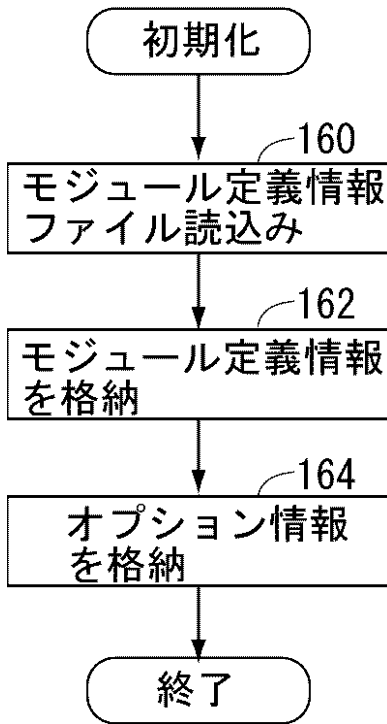 初期化
160
モジュール定義情報
ファイル読込み
162
モジュール定義情報
を格納
164
オプション情報
を格納
終了